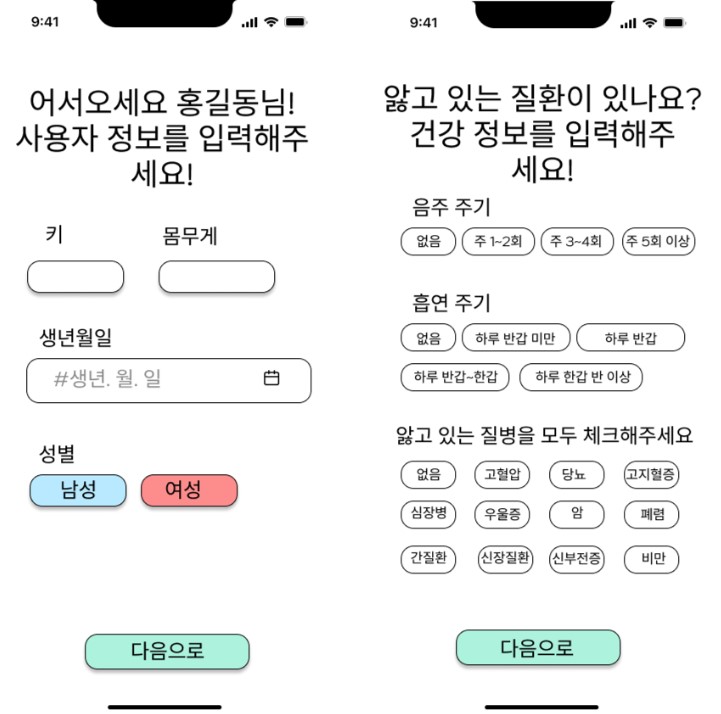 9:41
어서오세요 홍길동님!
사용자 정보를 입력해주
세요!
키
몸무게
생년월일
#생년. 월. 일
성별
남성
여성
다음으로
9:41
앓고 있는 질환이 있나요?
건강 정보를 입력해주
세요!
음주 주기
없음
주 1~2회
주 3~4회
주 5회 이상
흡연 주기
없음
하루 반갑 미만
하루 반갑
하루 반갑~한갑
하루 한갑 반 이상
앓고 있는 질병을 모두 체크해주세요
없음
고혈압
당뇨
고지혈증
심장병
우울증
암
폐렴
간질환
신장질환
신부전증
비만
다음으로